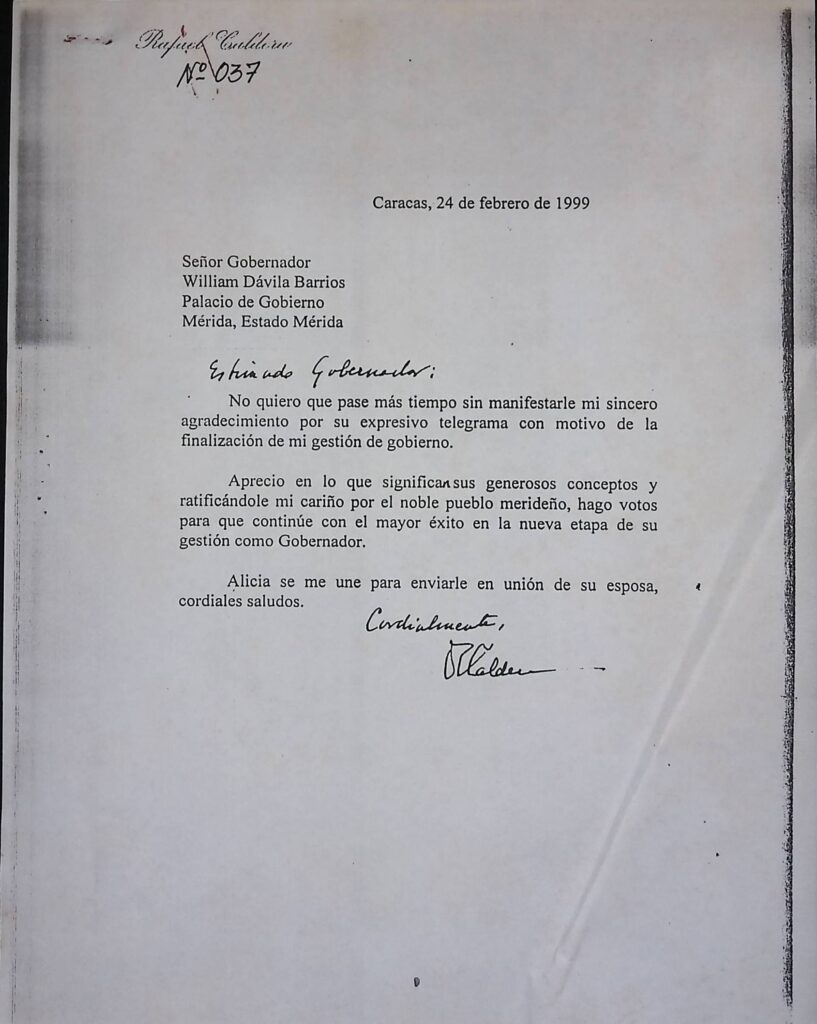 Rafael Caldera
Nº 037
Caracas, 24 de febrero de 1999
Señor Gobernador
William Dávila Barrios
Palacio de Gobierno
Mérida, Estado Mérida
Estimado Gobernador:
No quiero que pase más tiempo sin manifestarle mi sincero
agradecimiento por su expresivo telegrama con motivo de la
finalización de mi gestión de gobierno.
Aprecio en lo que significan sus generosos conceptos y
ratificándole mi cariño por el noble pueblo merideño, hago votos
para que continúe con el mayor éxito en la nueva etapa de su
gestión como Gobernador.
Alicia se me une para enviarle en unión de su esposa,
cordiales saludos.
Cordialmente,
RCaldera